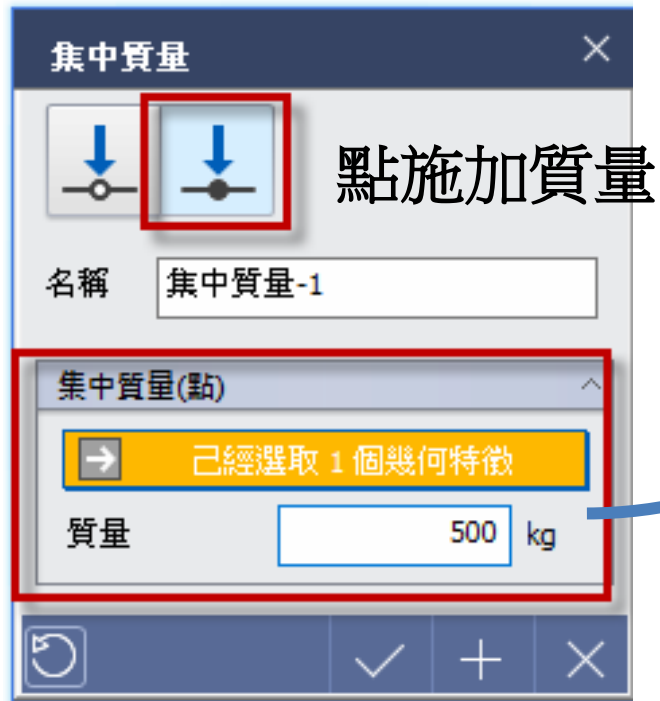 集中質量
點施加質量
名稱 集中質量-1
集中質量(點)
己經選取 1 個幾何特徵
質量 500 kg